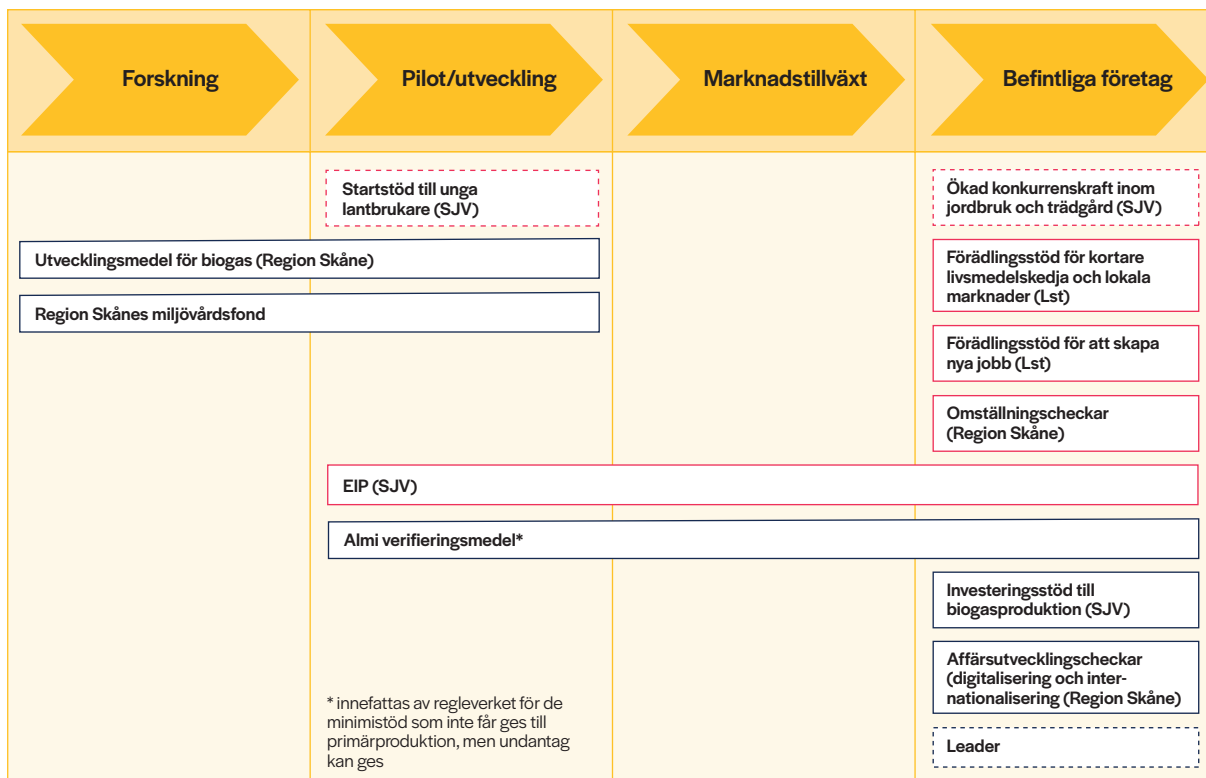 Forskning
Pilot/utveckling
Marknadstillväxt
Befintliga företag
Startstöd till unga
lantbrukare (SJV)
Ökad konkurrenskraft inom
jordbruk och trädgård (SJV)
Utvecklingsmedel för biogas (Region Skåne)
Förädlingsstöd för kortare
livsmedelskedja och lokala
marknader (Lst)
Region Skånes miljövårdsfond
Förädlingsstöd för att skapa
nya jobb (Lst)
Omställningscheckar
(Region Skåne)
EIP (SJV)
Almi verifieringsmedel*
Investeringsstöd till
biogasproduktion (SJV)
Affärsutvecklingscheckar
(digitalisering och inter-
nationalisering (Region Skåne)
* innefattas av regleverket för de
minimistöd som inte får ges till
primärproduktion, men undantag
kan ges
Leader